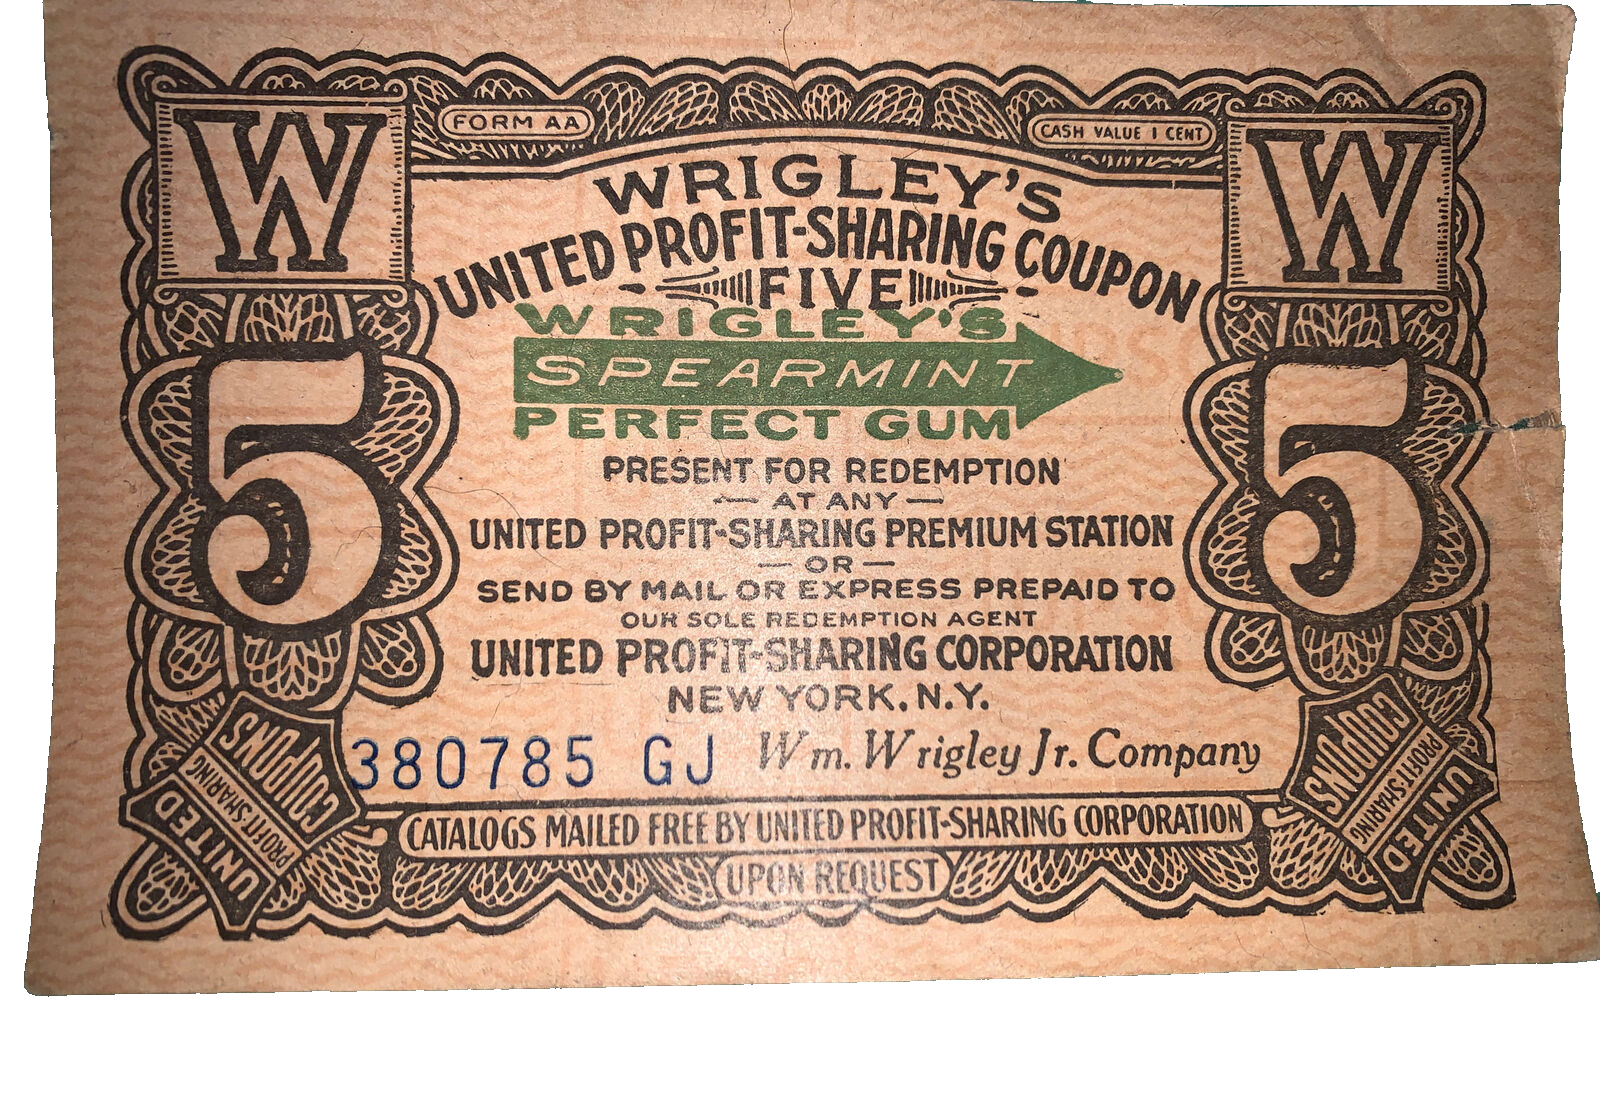 FORM AA
CASH VALUE 1 CENT
W
W
WRIGLEY'S
UNITED PROFIT-SHARING COUPON
FIVE
WRIGLEY'S
SPEARMINT
PERFECT GUM
5
5
PRESENT FOR REDEMPTION
— AT ANY —
UNITED PROFIT-SHARING PREMIUM STATION
— OR —
SEND BY MAIL OR EXPRESS PREPAID TO
OUR SOLE REDEMPTION AGENT
UNITED PROFIT-SHARING CORPORATION
NEW YORK, N.Y.
380785 GJ
Wm. Wrigley Jr. Company
UNITED
PROFIT-SHARING
COUPONS
COUPONS
PROFIT-SHARING
UNITED
CATALOGS MAILED FREE BY UNITED PROFIT-SHARING CORPORATION
UPON REQUEST